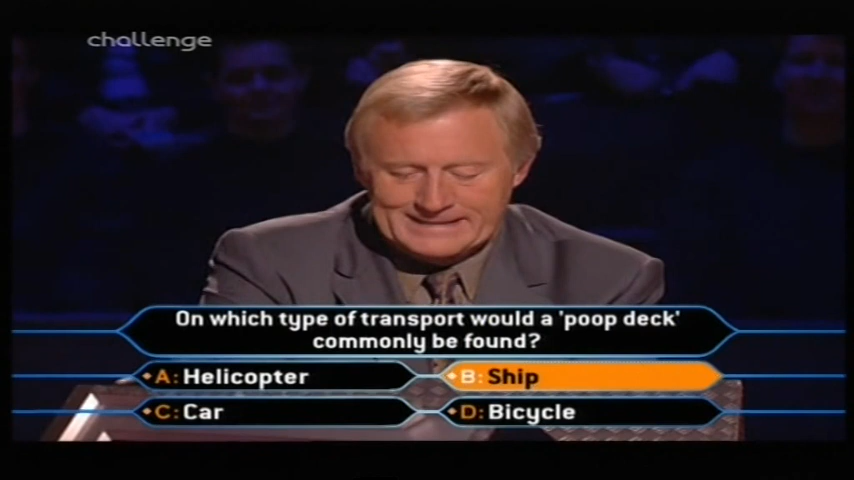 challenge
On which type of transport would a 'poop deck'
commonly be found?
A: Helicopter
B: Ship
C: Car
D: Bicycle